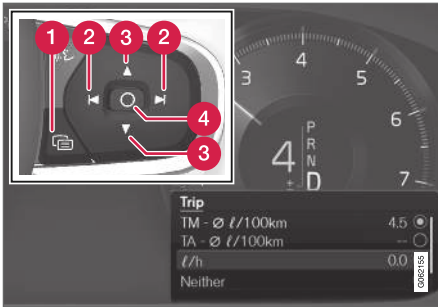 1
2
3
2
4
3
3
4
5
6
7
P
R
N
D
4
±
Trip
TM - Ø ℓ/100km 4.5
TA - Ø ℓ/100km --
ℓ/h 0.0
Neither
G062155